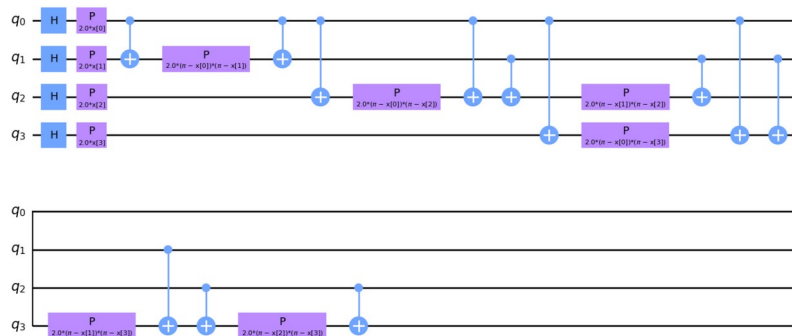 q₀ H P 2.0*x[0]
q₁ H P 2.0*x[1] P 2.0*(π − x[0])*(π − x[1])
q₂ H P 2.0*x[2] P 2.0*(π − x[0])*(π − x[2]) P 2.0*(π − x[1])*(π − x[2])
q₃ H P 2.0*x[3] P 2.0*(π − x[0])*(π − x[3])
q₀
q₁
q₂
q₃ P 2.0*(π − x[1])*(π − x[3]) P 2.0*(π − x[2])*(π − x[3])